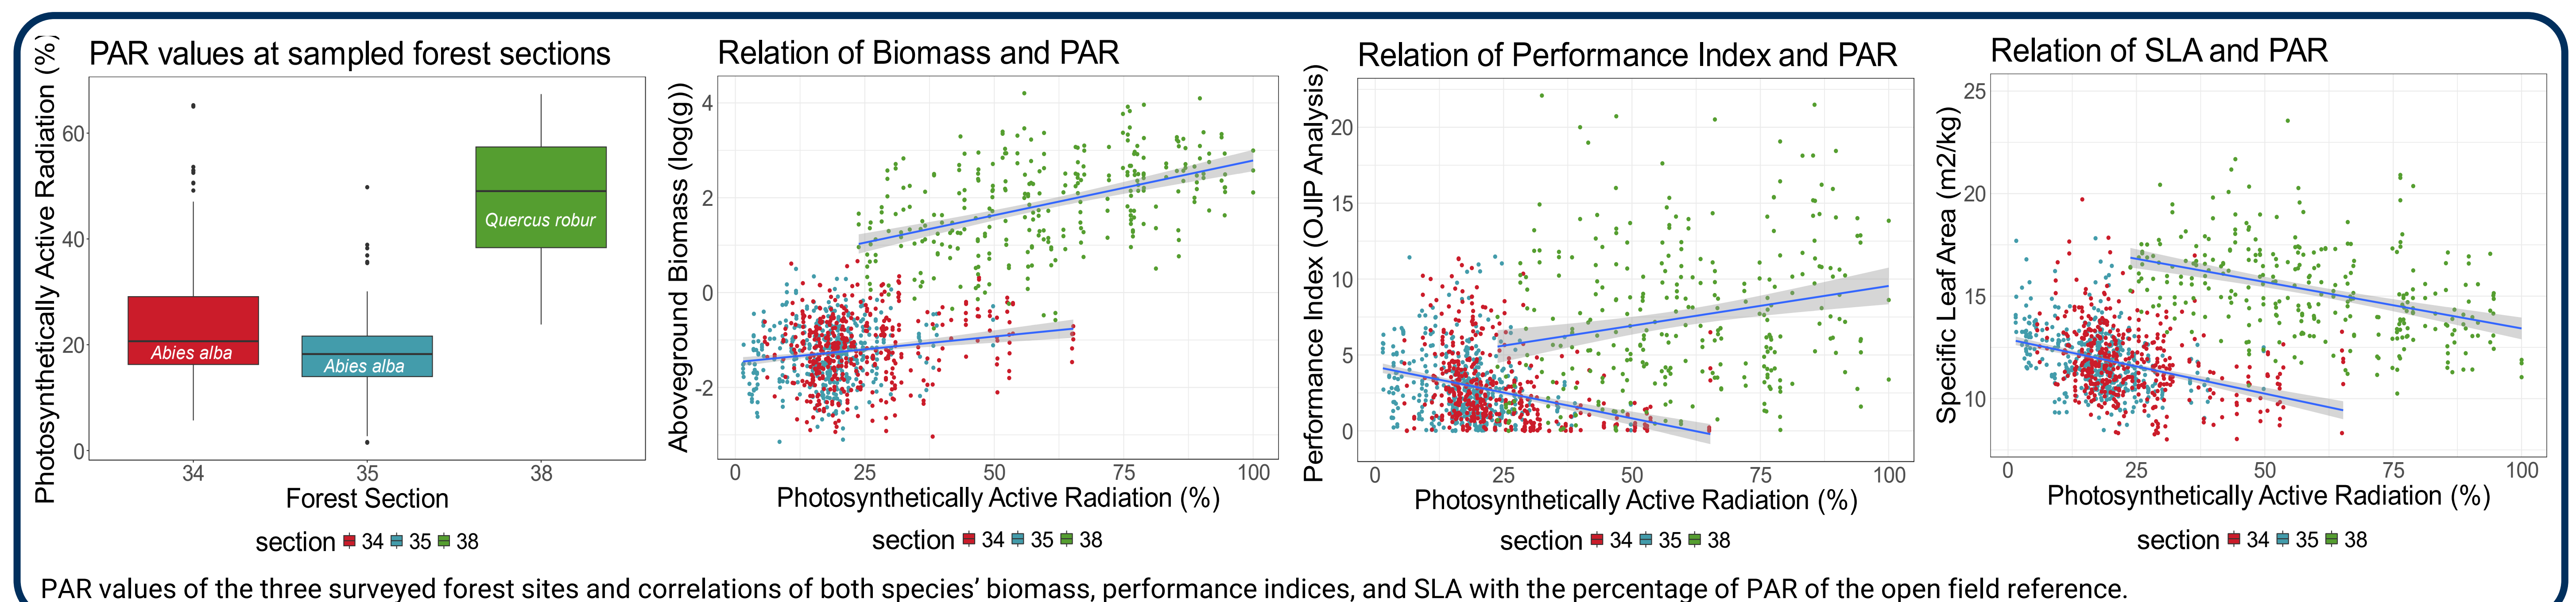 PAR values at sampled forest sections
Photosynthetically Active Radiation (%)
60
40
20
0
Abies alba
Abies alba
Quercus robur
34 35 38
Forest Section
section 34 35 38
Relation of Biomass and PAR
Aboveground Biomass (log(g))
4
2
0
-2
0 25 50 75 100
Photosynthetically Active Radiation (%)
section 34 35 38
Relation of Performance Index and PAR
Performance Index (OJIP Analysis)
20
15
10
5
0
0 25 50 75 100
Photosynthetically Active Radiation (%)
section 34 35 38
Relation of SLA and PAR
Specific Leaf Area (m2/kg)
25
20
15
10
0 25 50 75 100
Photosynthetically Active Radiation (%)
section 34 35 38
PAR values of the three surveyed forest sites and correlations of both species’ biomass, performance indices, and SLA with the percentage of PAR of the open field reference.